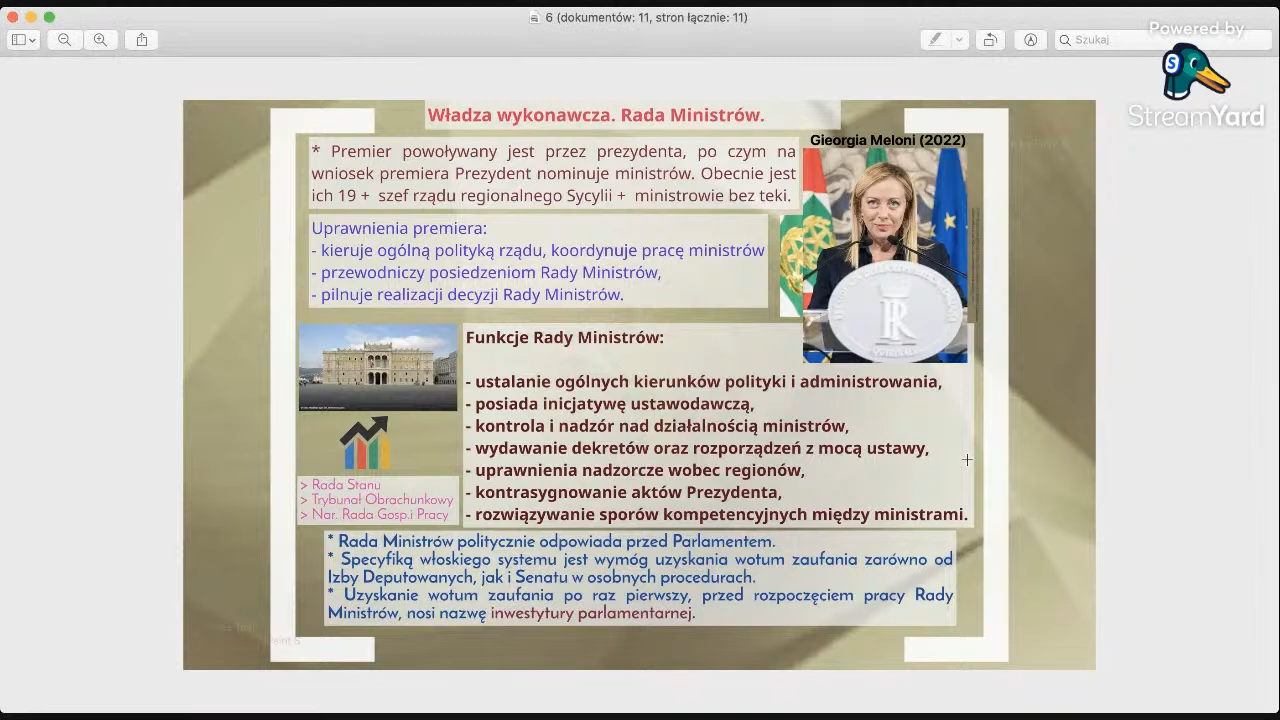 6 (dokumentów: 11, stron łącznie: 11)
Szukaj
Powered by
S
StreamYard
Władza wykonawcza. Rada Ministrów.
Gieorgia Meloni (2022)
* Premier powoływany jest przez prezydenta, po czym na
wniosek premiera Prezydent nominuje ministrów. Obecnie jest
ich 19 + szef rządu regionalnego Sycylii + ministrowie bez teki.
Uprawnienia premiera:
- kieruje ogólną polityką rządu, koordynuje pracę ministrów
- przewodniczy posiedzeniom Rady Ministrów,
- pilnuje realizacji decyzji Rady Ministrów.
Funkcje Rady Ministrów:
- ustalanie ogólnych kierunków polityki i administrowania,
- posiada inicjatywę ustawodawczą,
- kontrola i nadzór nad działalnością ministrów,
- wydawanie dekretów oraz rozporządzeń z mocą ustawy,
- uprawnienia nadzorcze wobec regionów,
- kontrasygnowanie aktów Prezydenta,
- rozwiązywanie sporów kompetencyjnych między ministrami.
> Rada Stanu
> Trybunał Obrachunkowy
> Nar. Rada Gosp.i Pracy
* Rada Ministrów politycznie odpowiada przed Parlamentem.
* Specyfiką włoskiego systemu jest wymóg uzyskania wotum zaufania zarówno od
Izby Deputowanych, jak i Senatu w osobnych procedurach.
* Uzyskanie wotum zaufania po raz pierwszy, przed rozpoczęciem pracy Rady
Ministrów, nosi nazwę inwestytury parlamentarnej.